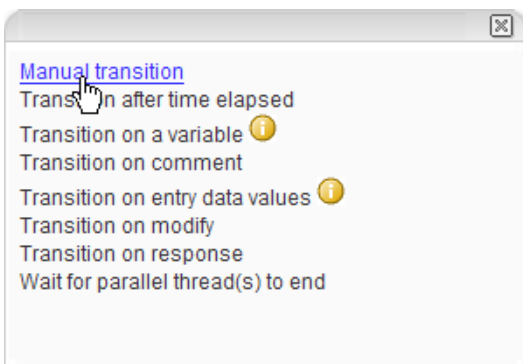 Manual transition
Transition after time elapsed
Transition on a variable
Transition on comment
Transition on entry data values
Transition on modify
Transition on response
Wait for parallel thread(s) to end